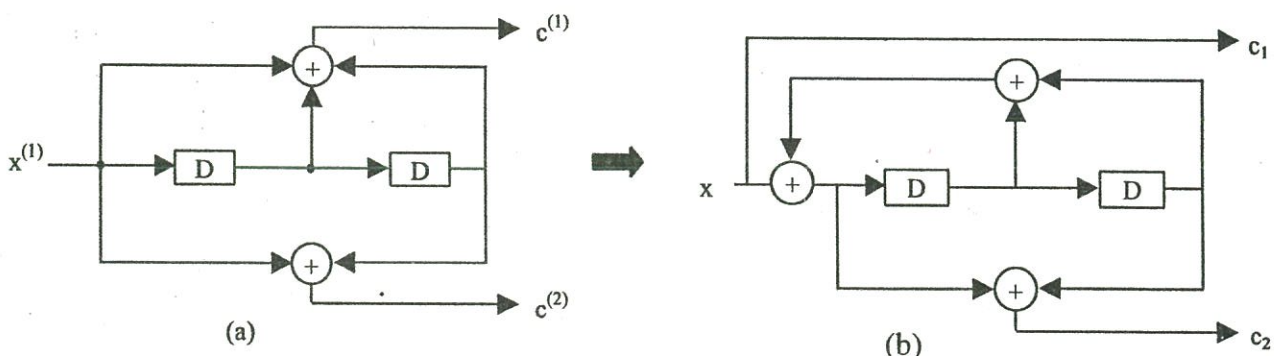 c(1)
+
x(1)
D
D
+
c(2)
(a)
c1
+
x
+
D
D
+
c2
(b)